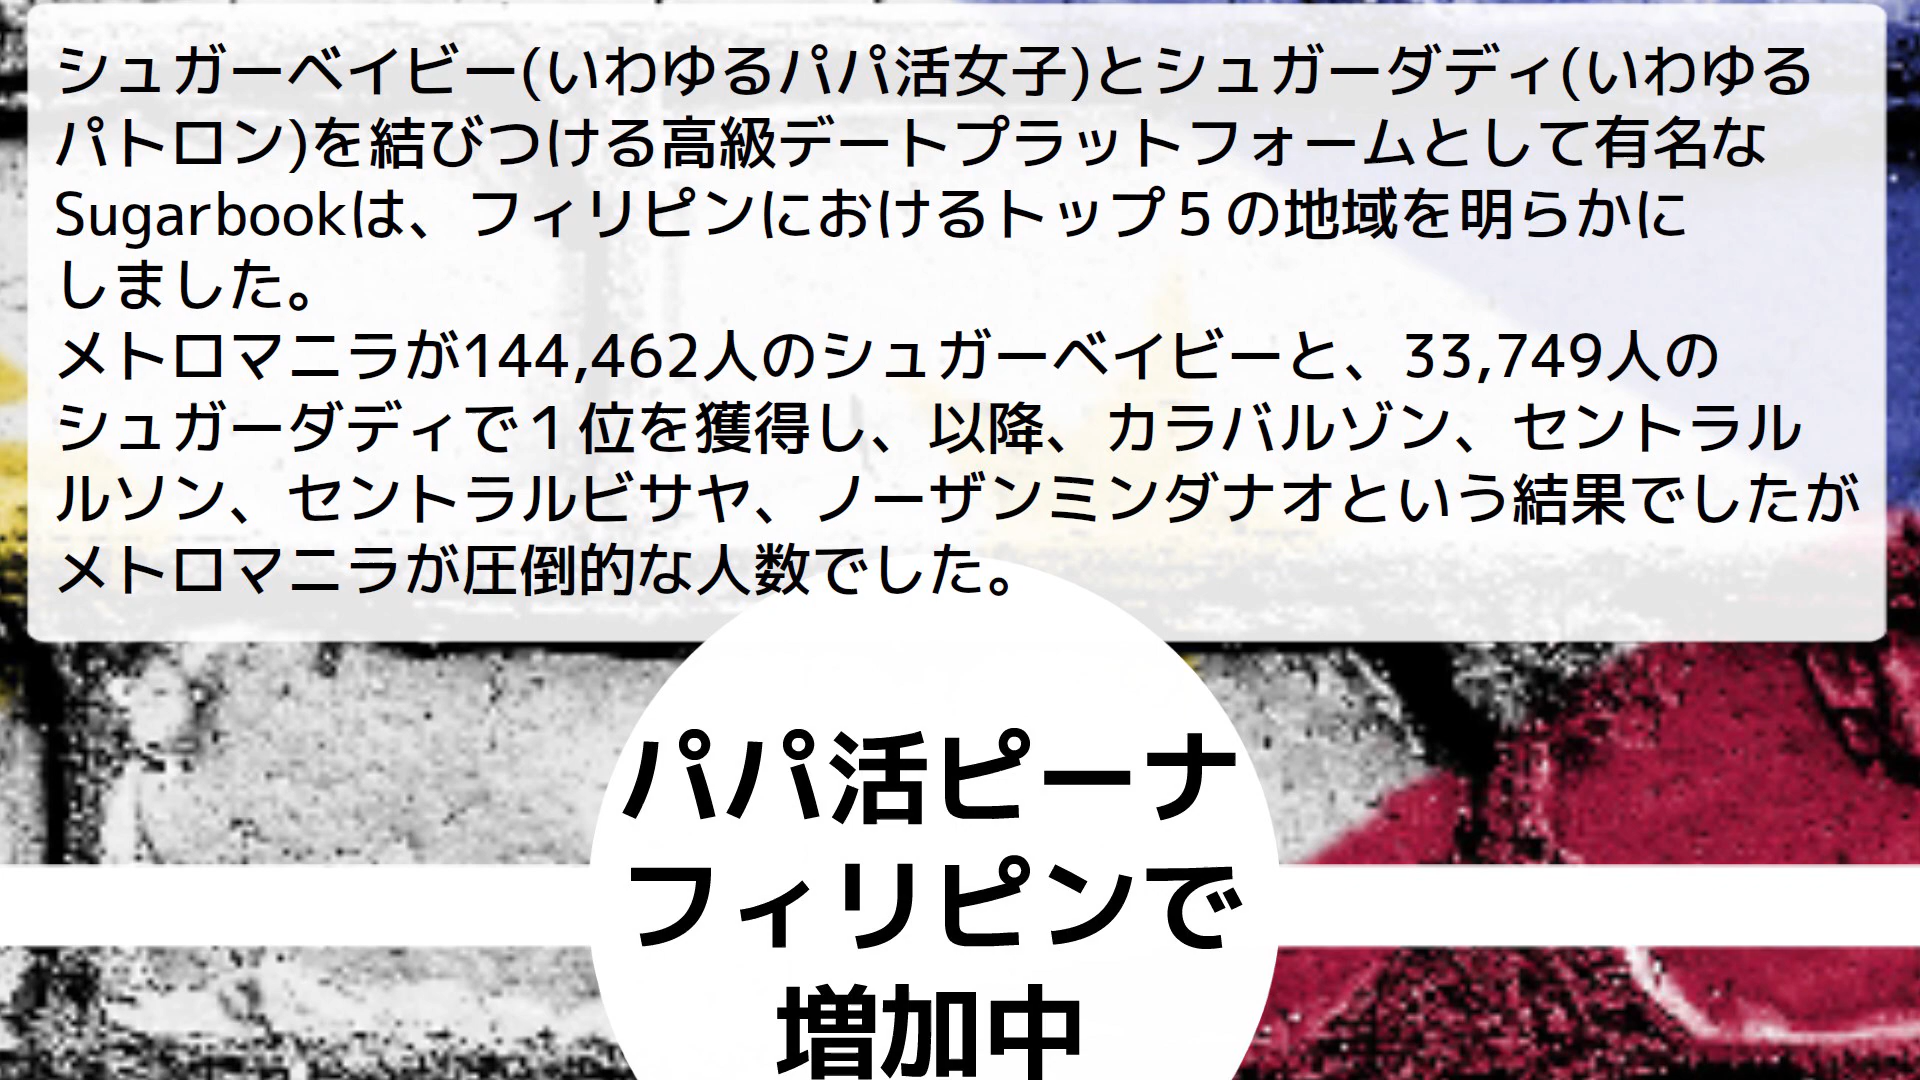 シュガーベイビー(いわゆるパパ活女子)とシュガーダディ(いわゆる
パトロン)を結びつける高級デートプラットフォームとして有名な
Sugarbookは、フィリピンにおけるトップ５の地域を明らかに
しました。
メトロマニラが144,462人のシュガーベイビーと、33,749人の
シュガーダディで１位を獲得し、以降、カラバルゾン、セントラル
ルソン、セントラルビサヤ、ノーザンミンダナオという結果でしたが
メトロマニラが圧倒的な人数でした。
パパ活ピーナ
フィリピンで
増加中